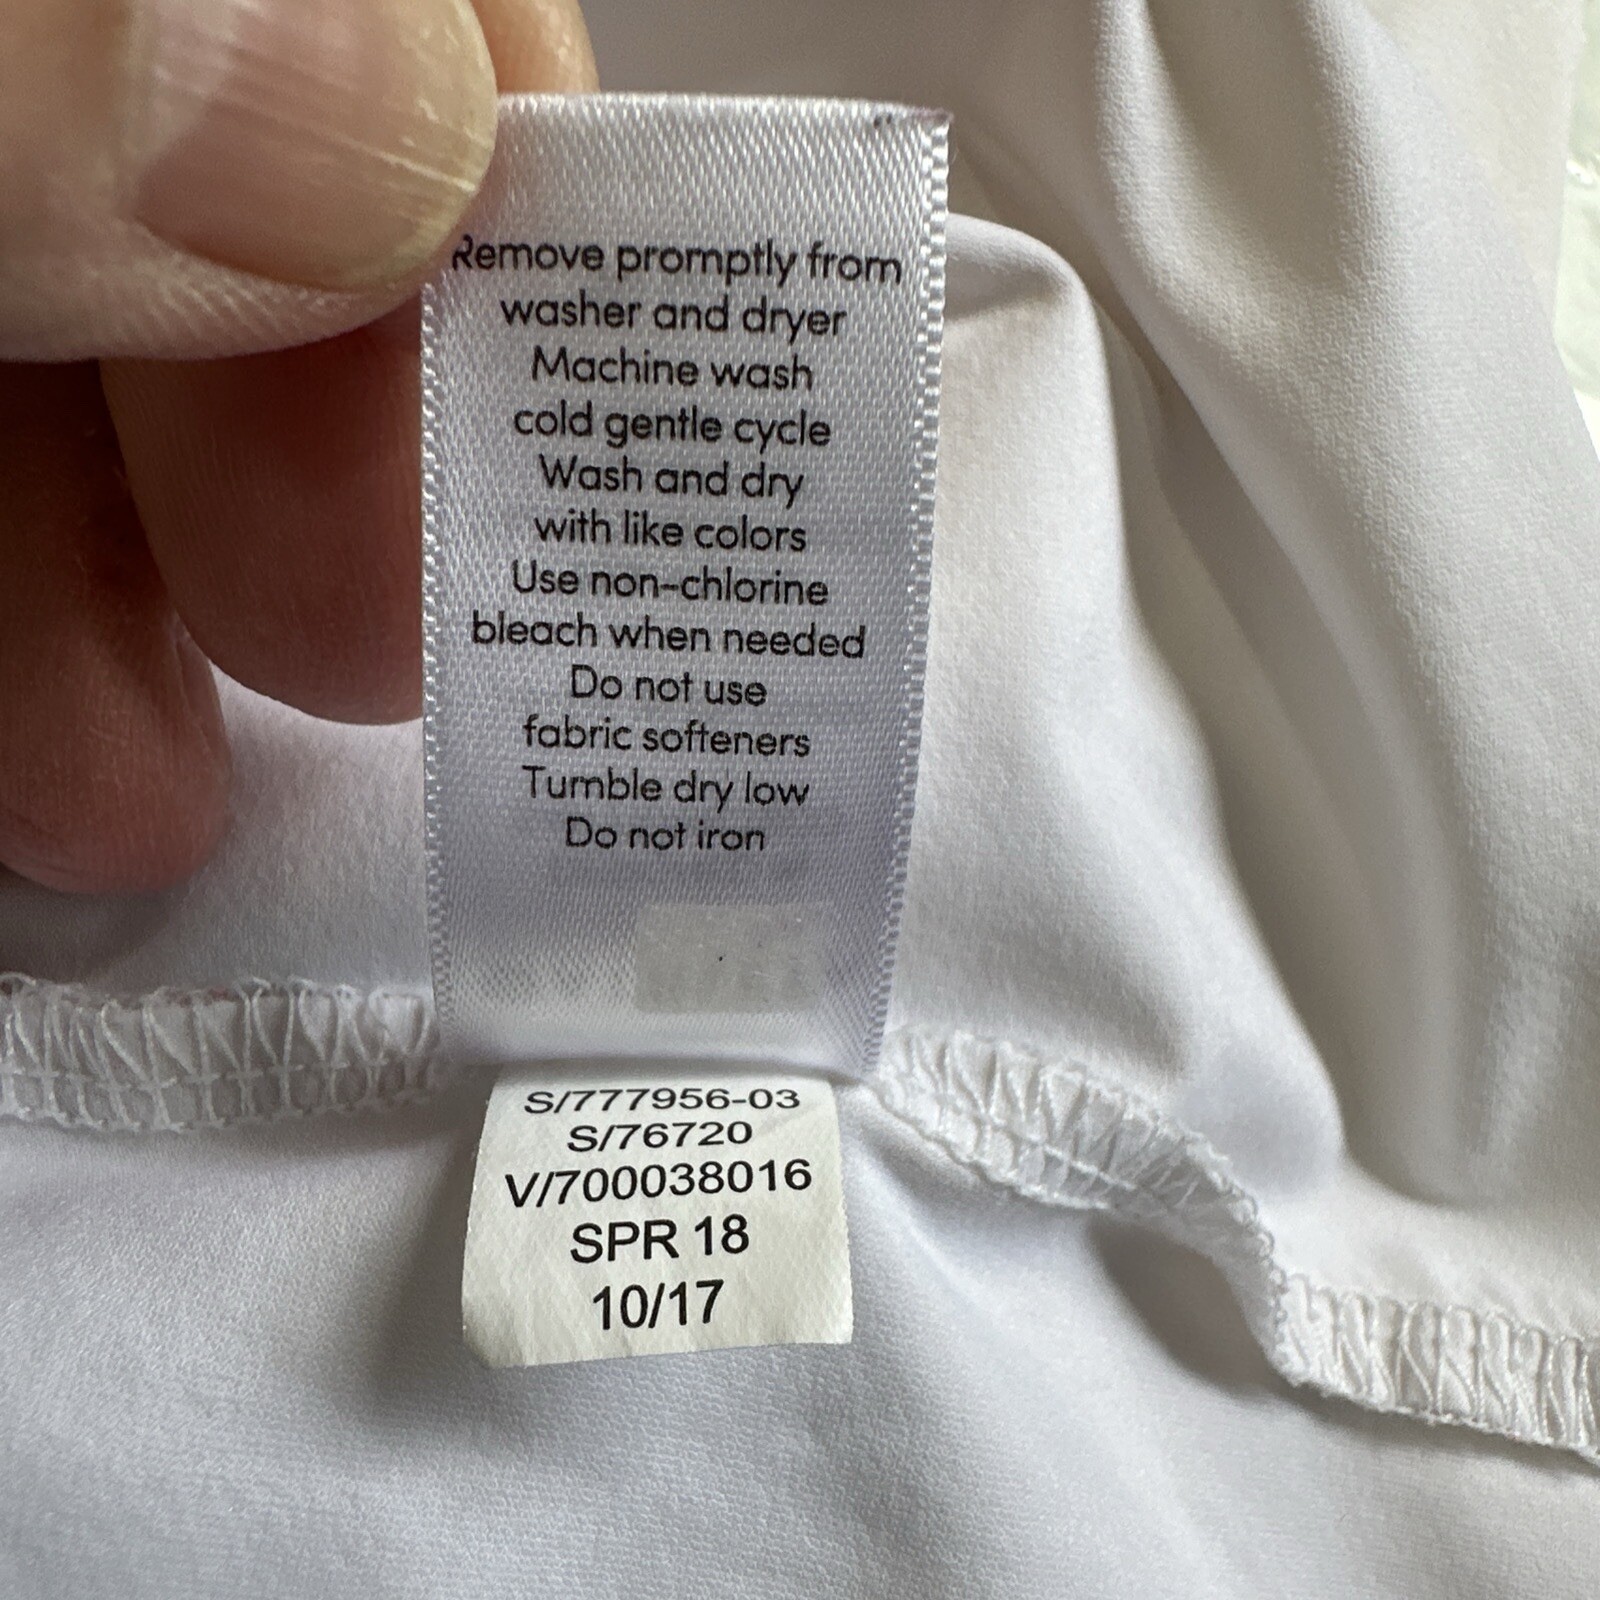 Remove promptly from
washer and dryer
Machine wash
cold gentle cycle
Wash and dry
with like colors
Use non-chlorine
bleach when needed
Do not use
fabric softeners
Tumble dry low
Do not iron
S/777956-03
S/76720
V/700038016
SPR 18
10/17